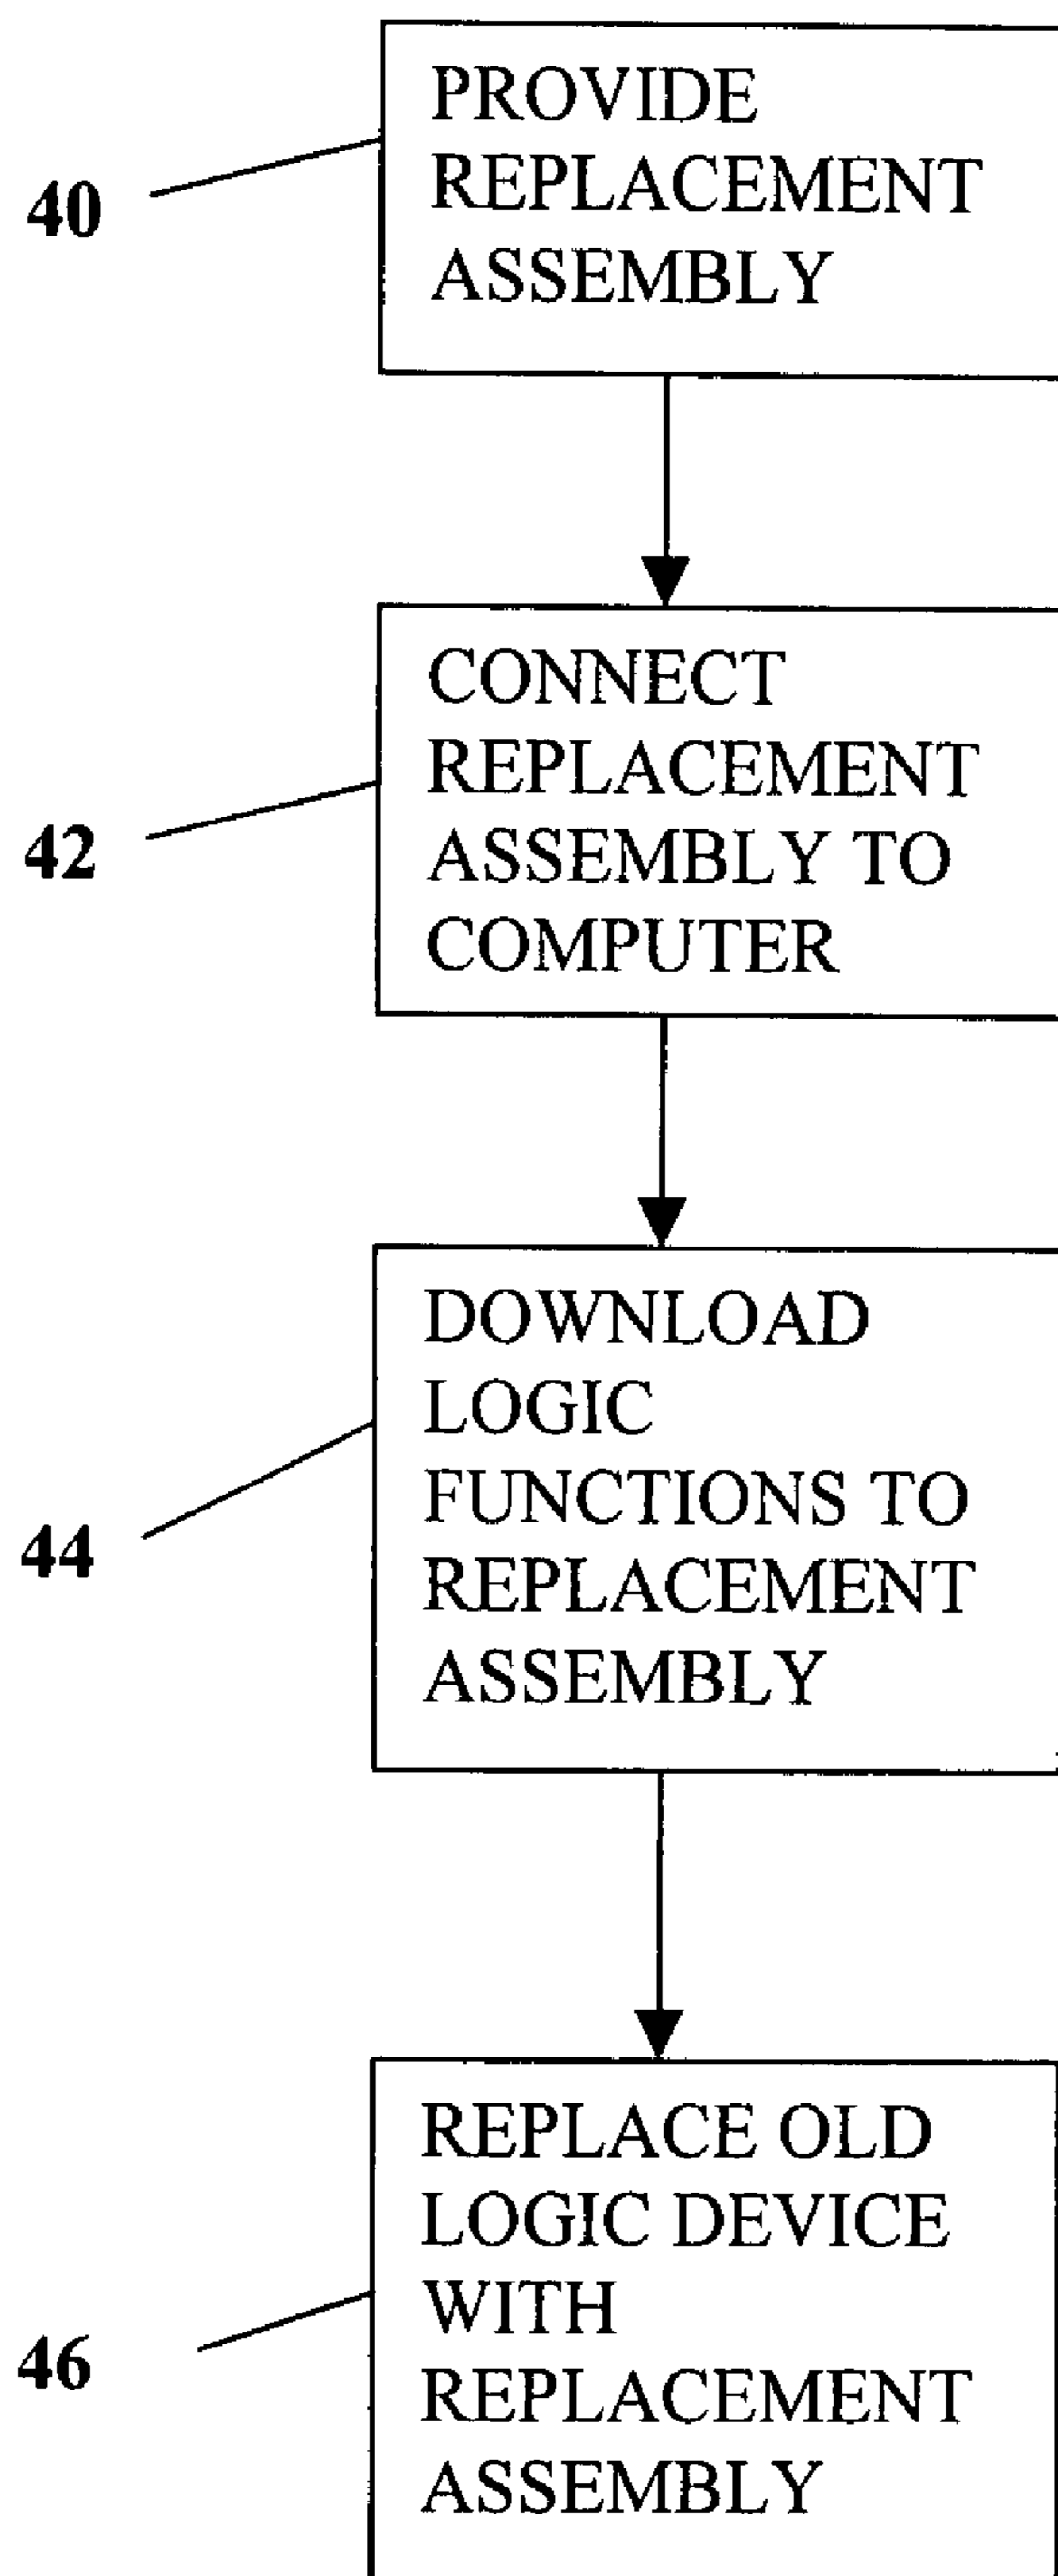 PROVIDE
REPLACEMENT
ASSEMBLY
40
CONNECT
REPLACEMENT
ASSEMBLY TO
COMPUTER
42
DOWNLOAD
LOGIC
FUNCTIONS TO
REPLACEMENT
ASSEMBLY
44
REPLACE OLD
LOGIC DEVICE
WITH
REPLACEMENT
ASSEMBLY
46